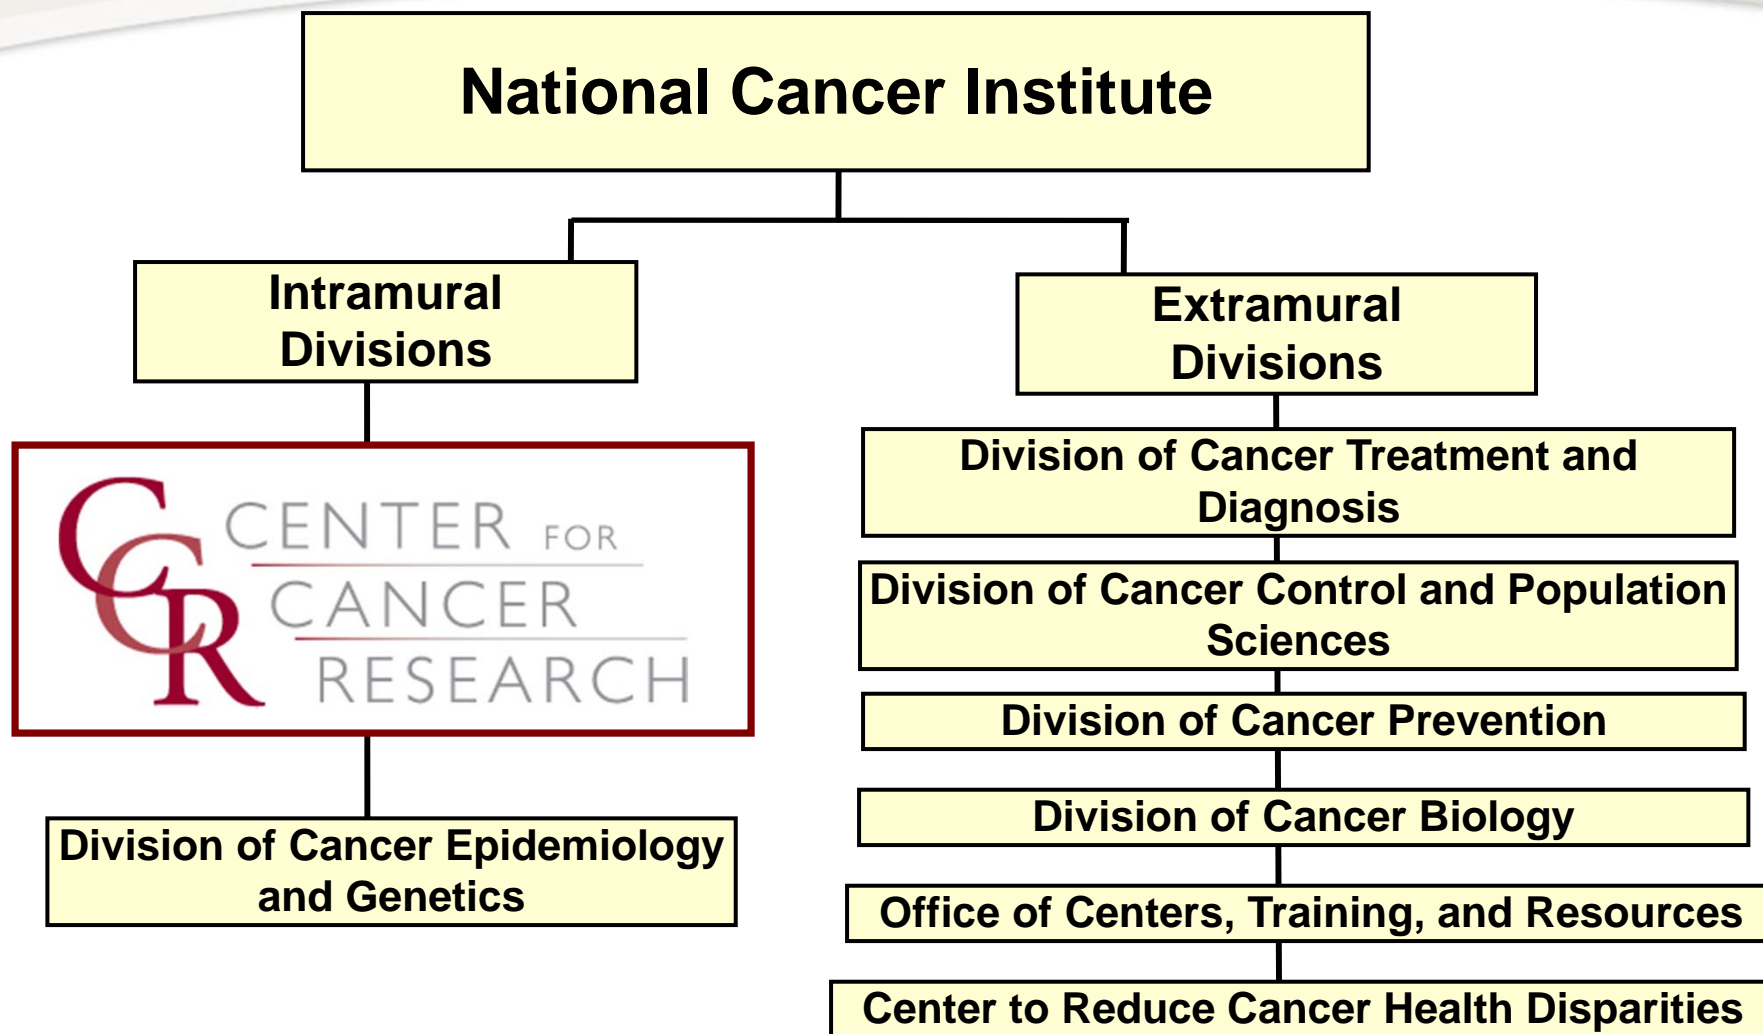 National Cancer Institute
Intramural
Divisions
CCR
CENTER FOR
CANCER
RESEARCH
Division of Cancer Epidemiology
and Genetics
Extramural
Divisions
Division of Cancer Treatment and
Diagnosis
Division of Cancer Control and Population
Sciences
Division of Cancer Prevention
Division of Cancer Biology
Office of Centers, Training, and Resources
Center to Reduce Cancer Health Disparities